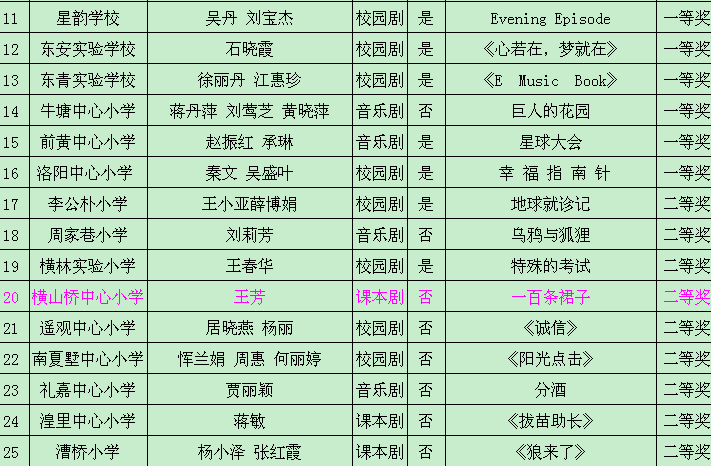 11 星韵学校 吴丹 刘宝杰 校园剧 是 Evening Episode 一等奖
12 东安实验学校 石晓霞 校园剧 是 《心若在，梦就在》 一等奖
13 东青实验学校 徐丽丹 江惠珍 校园剧 是 《E Music Book》 一等奖
14 牛塘中心小学 蒋丹萍 刘莺芝 黄晓萍 音乐剧 否 巨人的花园 一等奖
15 前黄中心小学 赵振红 承琳 音乐剧 是 星球大会 一等奖
16 洛阳中心小学 秦文 吴盛叶 校园剧 是 幸 福 指 南 针 一等奖
17 李公朴小学 王小亚薛博娟 校园剧 是 地球就诊记 二等奖
18 周家巷小学 刘莉芳 音乐剧 否 乌鸦与狐狸 二等奖
19 横林实验小学 王春华 校园剧 是 特殊的考试 二等奖
20 横山桥中心小学 王芳 课本剧 否 一百条裙子 二等奖
21 遥观中心小学 居晓燕 杨丽 校园剧 否 《诚信》 二等奖
22 南夏墅中心小学 恽兰娟 周惠 何丽婷 校园剧 否 《阳光点击》 二等奖
23 礼嘉中心小学 贾丽颖 音乐剧 否 分酒 二等奖
24 湟里中心小学 蒋敏 课本剧 否 《拔苗助长》 二等奖
25 漕桥小学 杨小泽 张红霞 课本剧 否 《狼来了》 二等奖